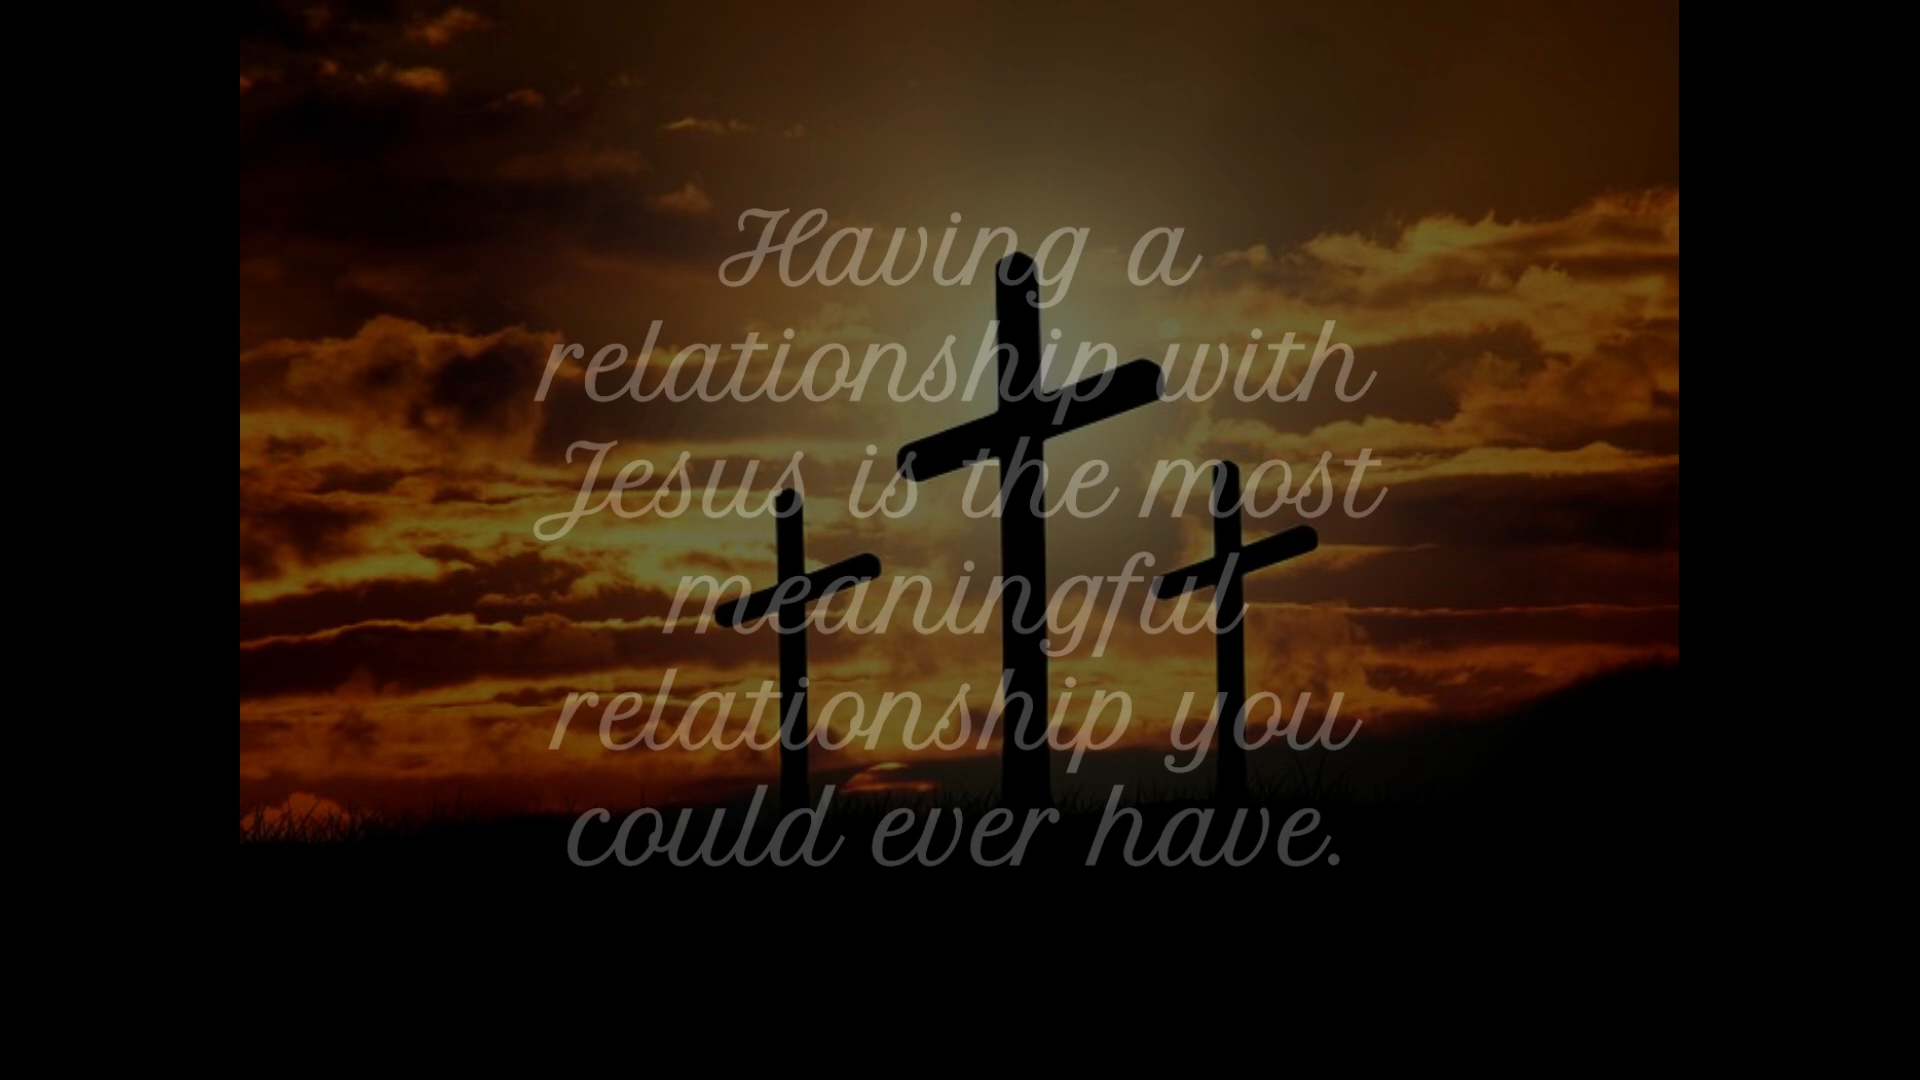 Having a
relationship with
Jesus is the most
meaningful
relationship you
could ever have.